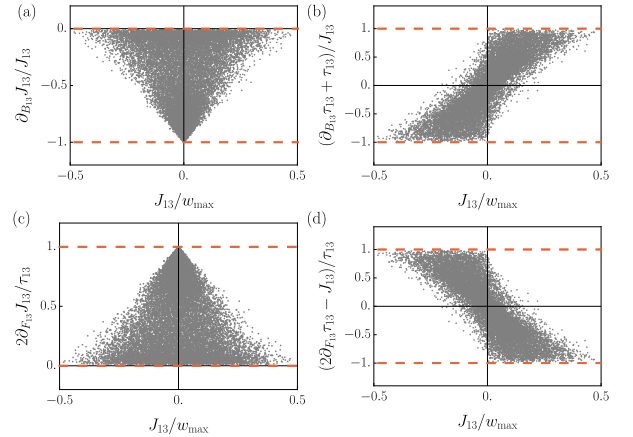 (a)
∂_{B_{13}} J_{13}/J_{13}
0.
−0.5
−1.
−0.5
0.
0.5
J_{13}/w_{max}
(b)
(∂_{B_{13}} τ_{13} + τ_{13})/J_{13}
1.
0.5
0.
−0.5
−1.
−0.5
0.
0.5
J_{13}/w_{max}
(c)
2∂_{F_{13}} J_{13}/τ_{13}
1.
0.5
0.
−0.5
0.
0.5
J_{13}/w_{max}
(d)
(2∂_{F_{13}} τ_{13} − J_{13})/τ_{13}
1.
0.5
0.
−0.5
−1.
−0.5
0.
0.5
J_{13}/w_{max}